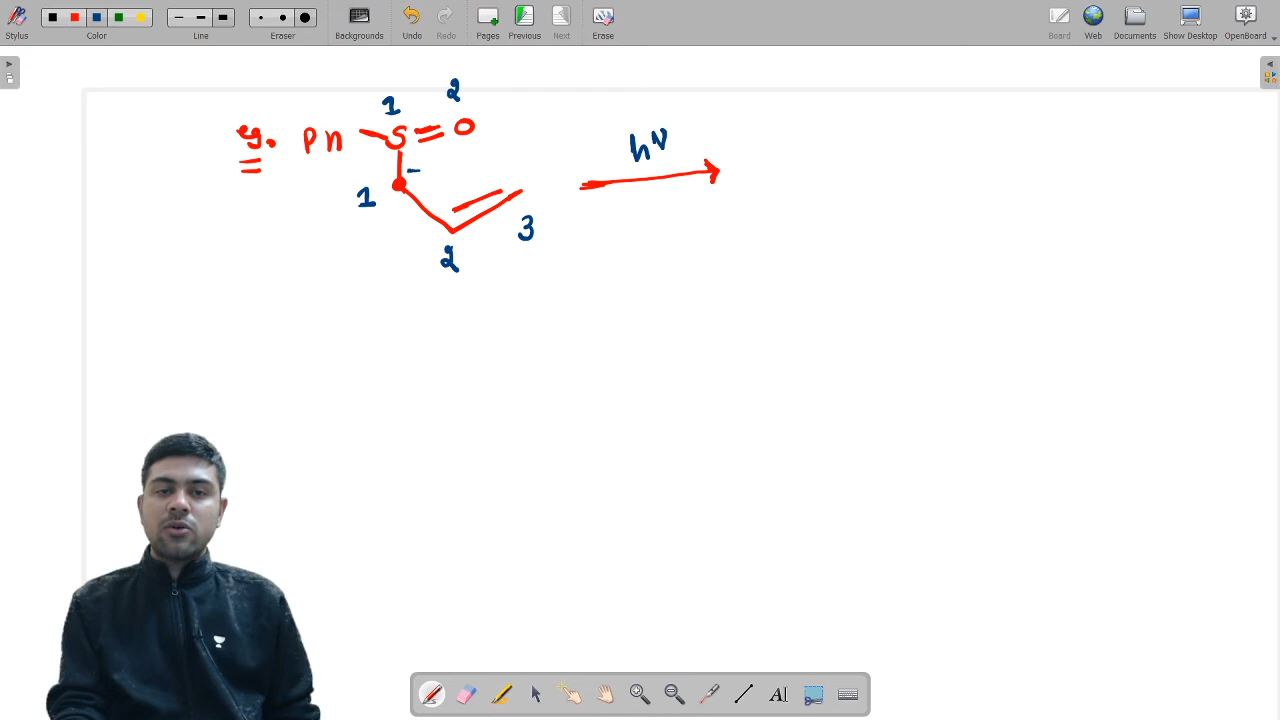 Stylus Color Line Eraser Backgrounds Undo Redo Pages Previous Next Erase Board Web Documents Show Desktop OpenBoard
1 2
eg. Ph S = O hν
1
3
2
AI